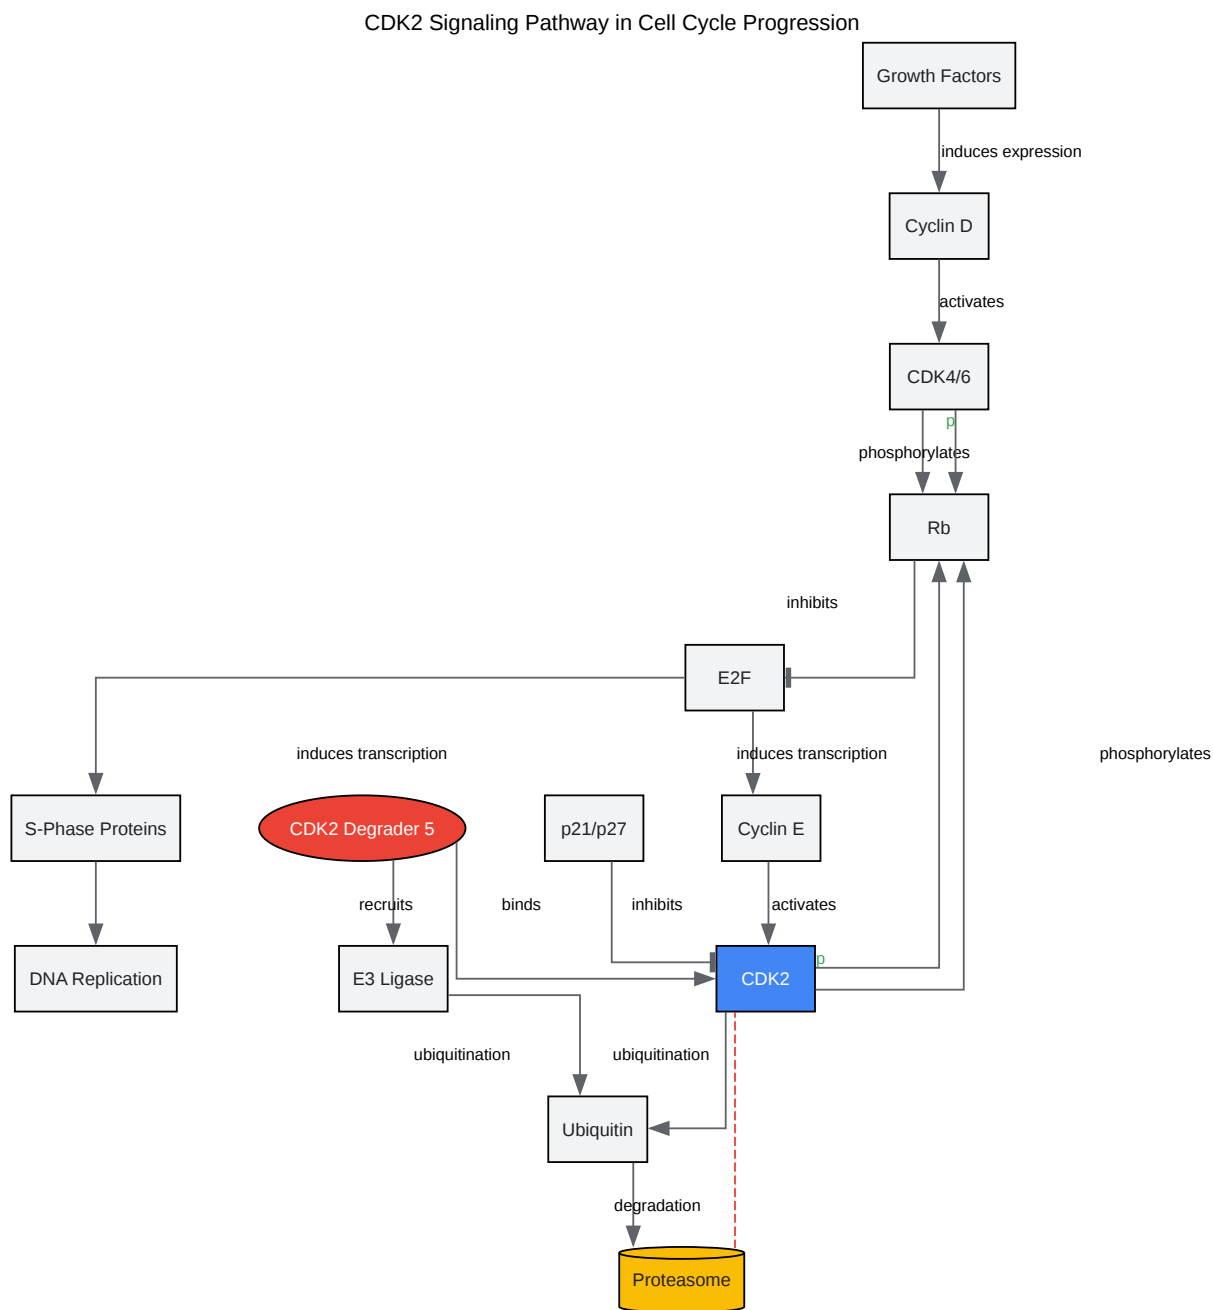 CDK2 Signaling Pathway in Cell Cycle Progression
Growth Factors
induces expression
Cyclin D
activates
CDK4/6
p
phosphorylates
Rb
inhibits
E2F
induces transcription
induces transcription
phosphorylates
S-Phase Proteins
CDK2 Degrader 5
p21/p27
Cyclin E
recruits
binds
inhibits
activates
p
DNA Replication
E3 Ligase
CDK2
ubiquitination
ubiquitination
Ubiquitin
degradation
Proteasome